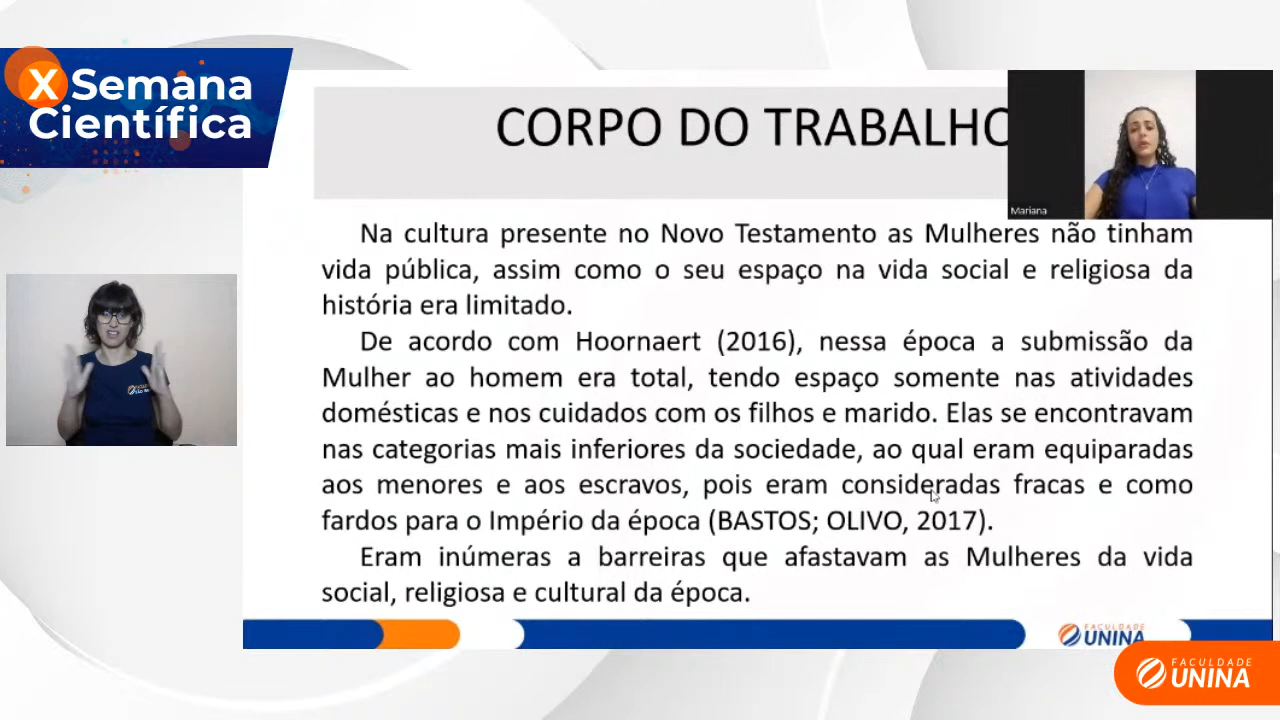 X Semana
Científica
CORPO DO TRABALHO
Mariana
Na cultura presente no Novo Testamento as Mulheres não tinham
vida pública, assim como o seu espaço na vida social e religiosa da
história era limitado.
De acordo com Hoornaert (2016), nessa época a submissão da
Mulher ao homem era total, tendo espaço somente nas atividades
domésticas e nos cuidados com os filhos e marido. Elas se encontravam
nas categorias mais inferiores da sociedade, ao qual eram equiparadas
aos menores e aos escravos, pois eram consideradas fracas e como
fardos para o Império da época (BASTOS; OLIVO, 2017).
Eram inúmeras a barreiras que afastavam as Mulheres da vida
social, religiosa e cultural da época.
FACULDADE
UNINA
FACULDADE
UNINA